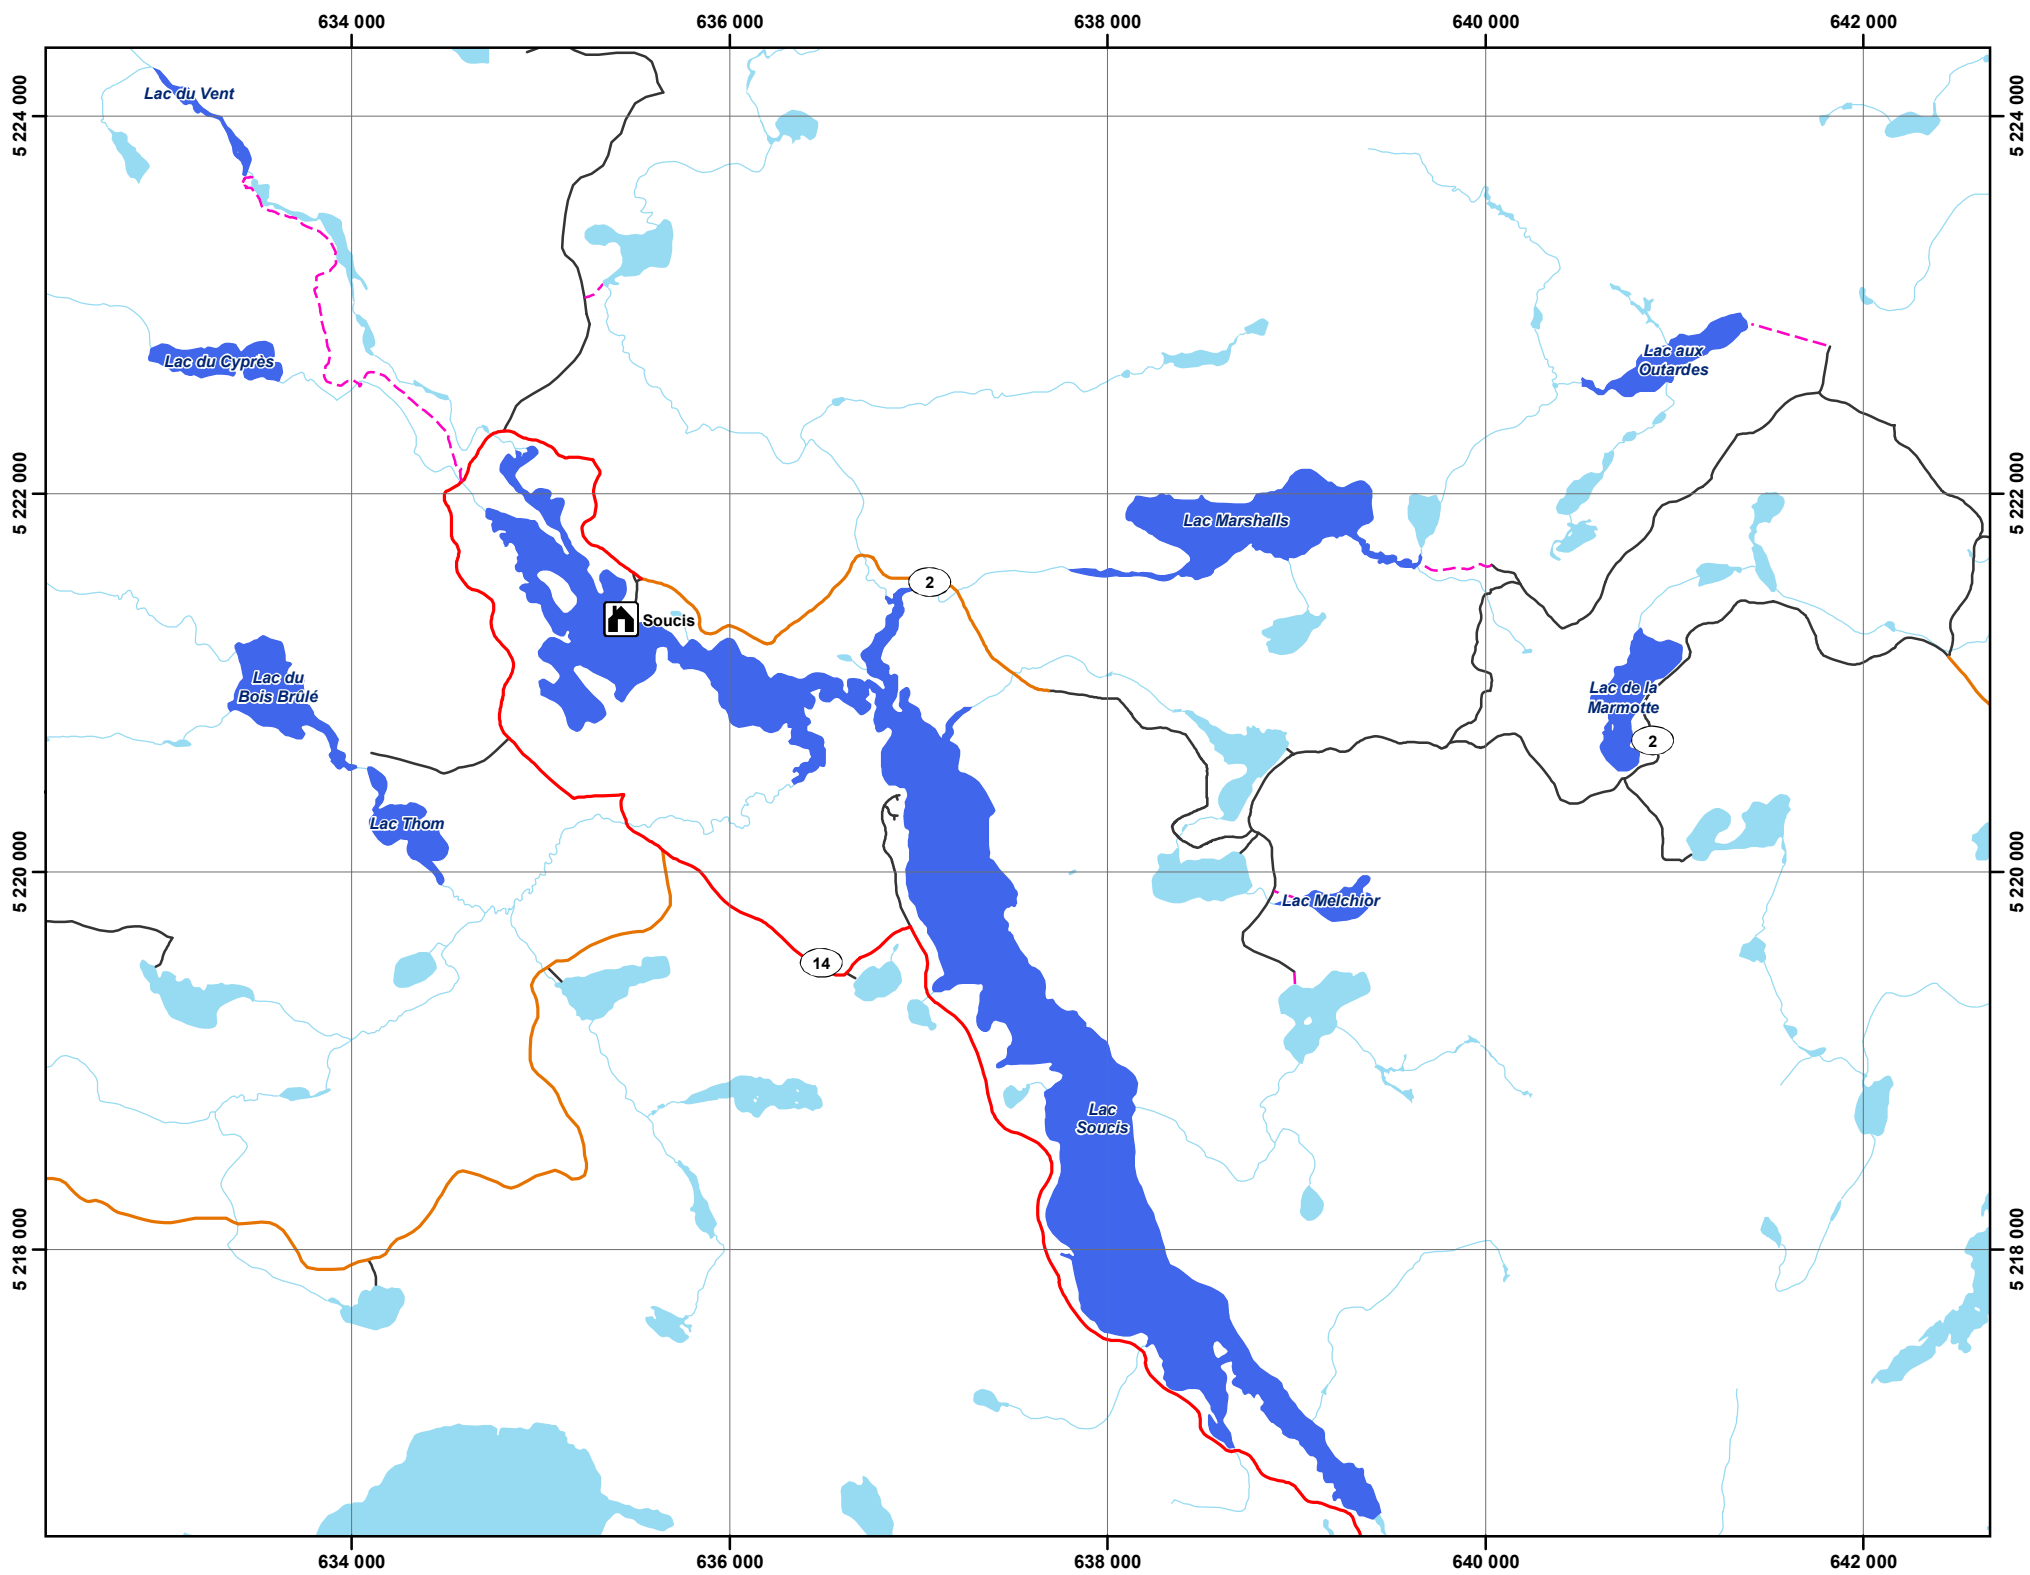 634 000
636 000
638 000
640 000
642 000
5 224 000
5 224 000
Lac du Vent
Lac aux
Outardes
Lac du Cyprès
5 222 000
5 222 000
Lac Marshalls
2
Soucis
Lac du
Bois Brûlé
Lac de la
Marmotte
2
Lac Thom
5 220 000
5 220 000
Lac Melchior
14
Lac
Soucis
5 218 000
5 218 000
634 000
636 000
638 000
640 000
642 000